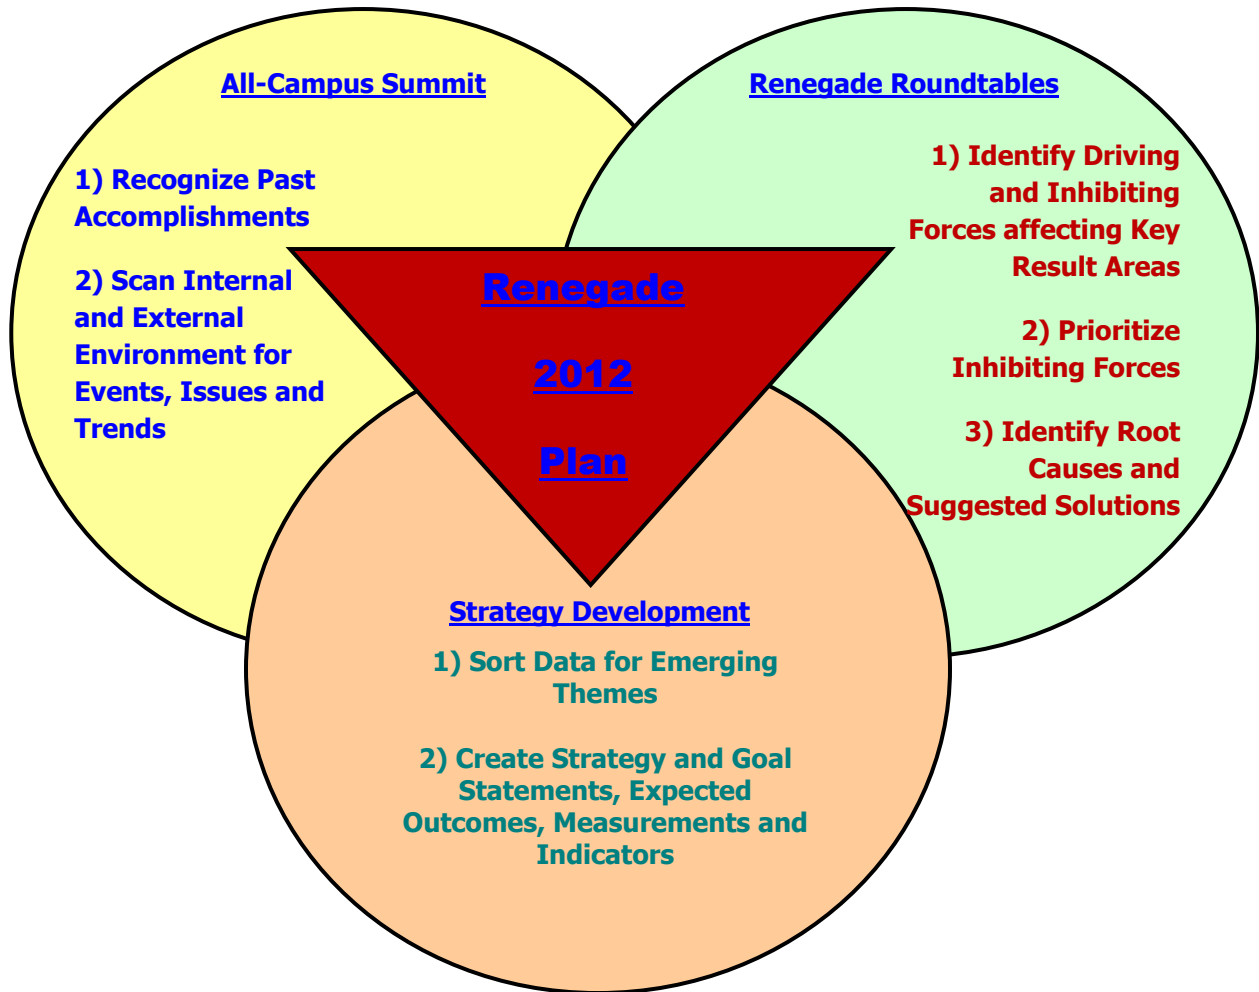 All-Campus Summit
1) Recognize Past
Accomplishments
2) Scan Internal
and External
Environment for
Events, Issues and
Trends
Renegade Roundtables
1) Identify Driving
and Inhibiting
Forces affecting Key
Result Areas
2) Prioritize
Inhibiting Forces
3) Identify Root
Causes and
Suggested Solutions
Renegade
2012
Plan
Strategy Development
1) Sort Data for Emerging
Themes
2) Create Strategy and Goal
Statements, Expected
Outcomes, Measurements and
Indicators